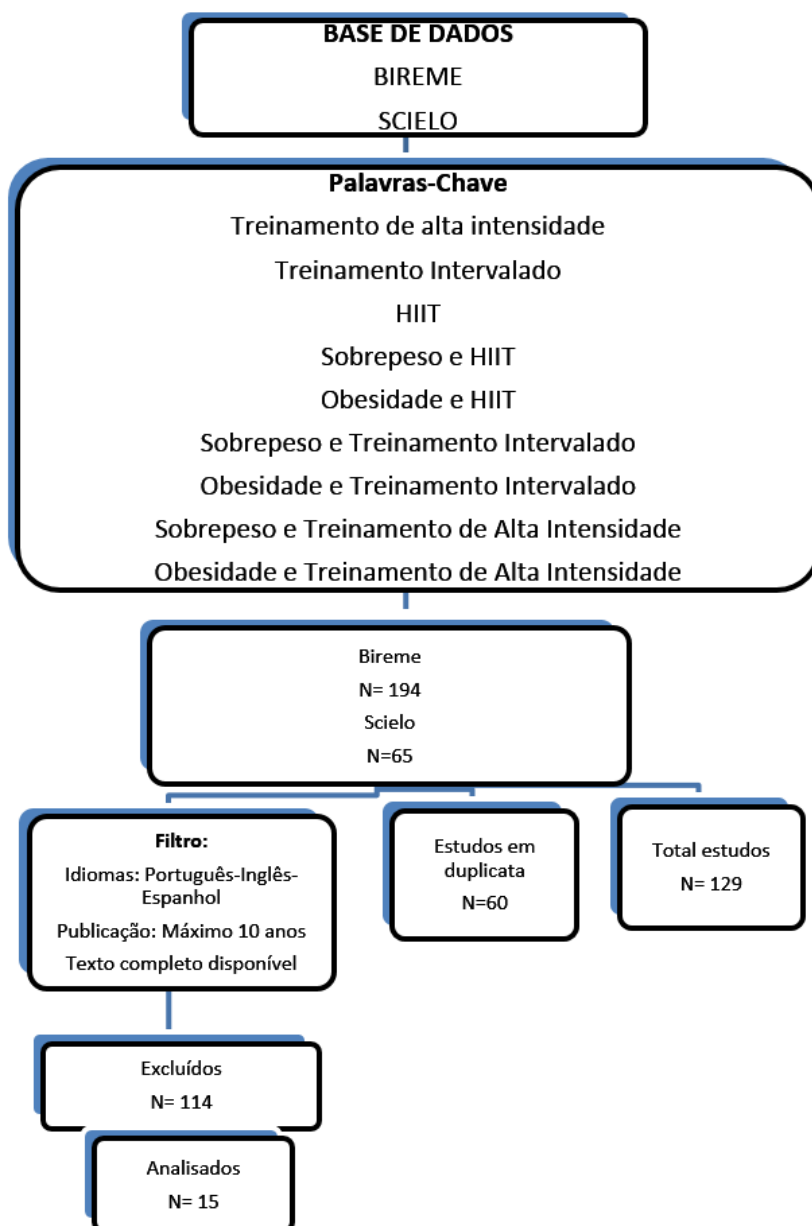 BASE DE DADOS
BIREME
SCIELO
Palavras-Chave
Treinamento de alta intensidade
Treinamento Intervalado
HIIT
Sobrepeso e HIIT
Obesidade e HIIT
Sobrepeso e Treinamento Intervalado
Obesidade e Treinamento Intervalado
Sobrepeso e Treinamento de Alta Intensidade
Obesidade e Treinamento de Alta Intensidade
Bireme
N= 194
Scielo
N=65
Filtro:
Idiomas: Português-Inglês-
Espanhol
Publicação: Máximo 10 anos
Texto completo disponível
Estudos em
duplicata
N=60
Total estudos
N= 129
Excluídos
N= 114
Analisados
N= 15